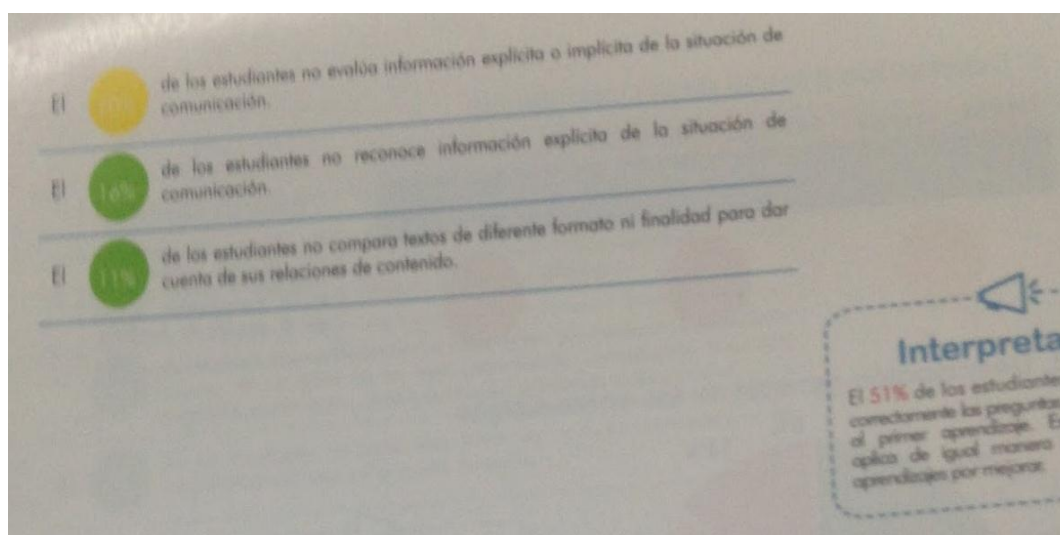 El
de los estudiantes no evalúa información explícita o implícita de la situación de
comunicación.
El 16% de los estudiantes no reconoce información explícita de la situación de
comunicación.
El 11% de los estudiantes no compara textos de diferente formato ni finalidad para dar
cuenta de sus relaciones de contenido.
Interpreta
El 51% de los estudiantes
correctamente las preguntas
al primer aprendizaje. E
aplica de igual manera
aprendizajes por mejorar.